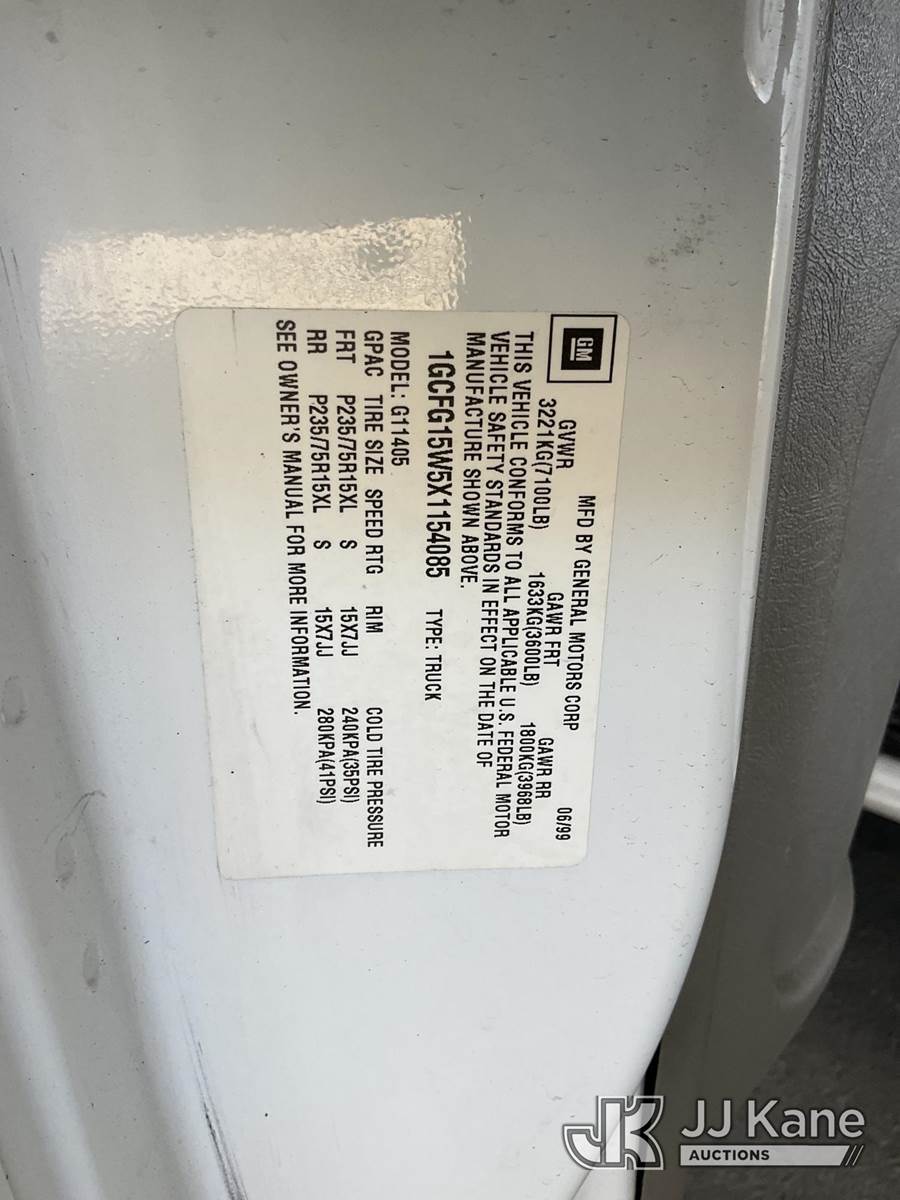 GM
MFD BY GENERAL MOTORS CORP 06/99
GVWR GAWR FRT GAWR RR
3221KG(7100LB) 1633KG(3600LB) 1800KG(3968LB)
THIS VEHICLE CONFORMS TO ALL APPLICABLE U.S. FEDERAL MOTOR
VEHICLE SAFETY STANDARDS IN EFFECT ON THE DATE OF
MANUFACTURE SHOWN ABOVE.
1GCFG15W5X1154085 TYPE: TRUCK
MODEL: G11405
GPAC TIRE SIZE SPEED RTG RIM COLD TIRE PRESSURE
FRT P235/75R15XL S 15X7JJ 240KPA(35PSI)
RR P235/75R15XL S 15X7JJ 280KPA(41PSI)
SEE OWNER'S MANUAL FOR MORE INFORMATION.
JK JJ Kane
AUCTIONS